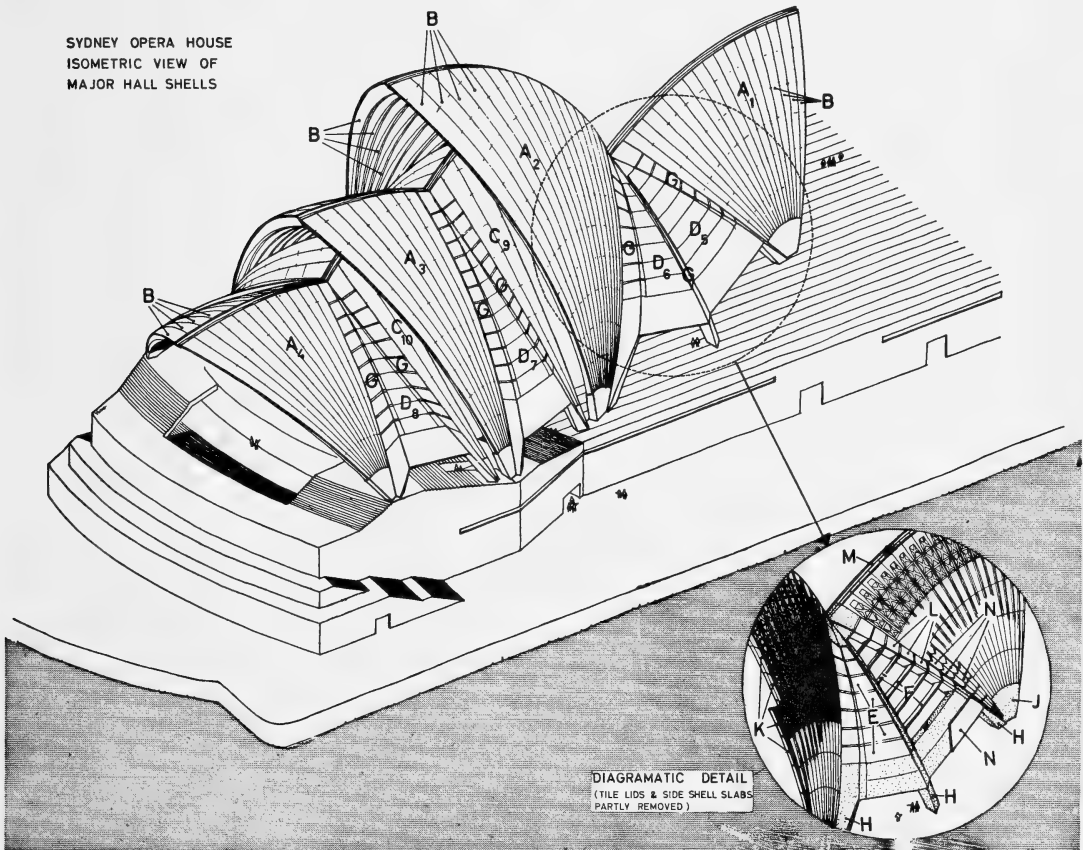 SYDNEY OPERA HOUSE
ISOMETRIC VIEW OF
MAJOR HALL SHELLS
B
B
B
B
A1
A2
A3
A4
G
D5
G
D6
G
C9
G
G
D7
C10
G
G
D8
M
L
N
F
E
K
J
H
N
H
H
DIAGRAMATIC DETAIL
(TILE LIDS & SIDE SHELL SLABS
PARTLY REMOVED)